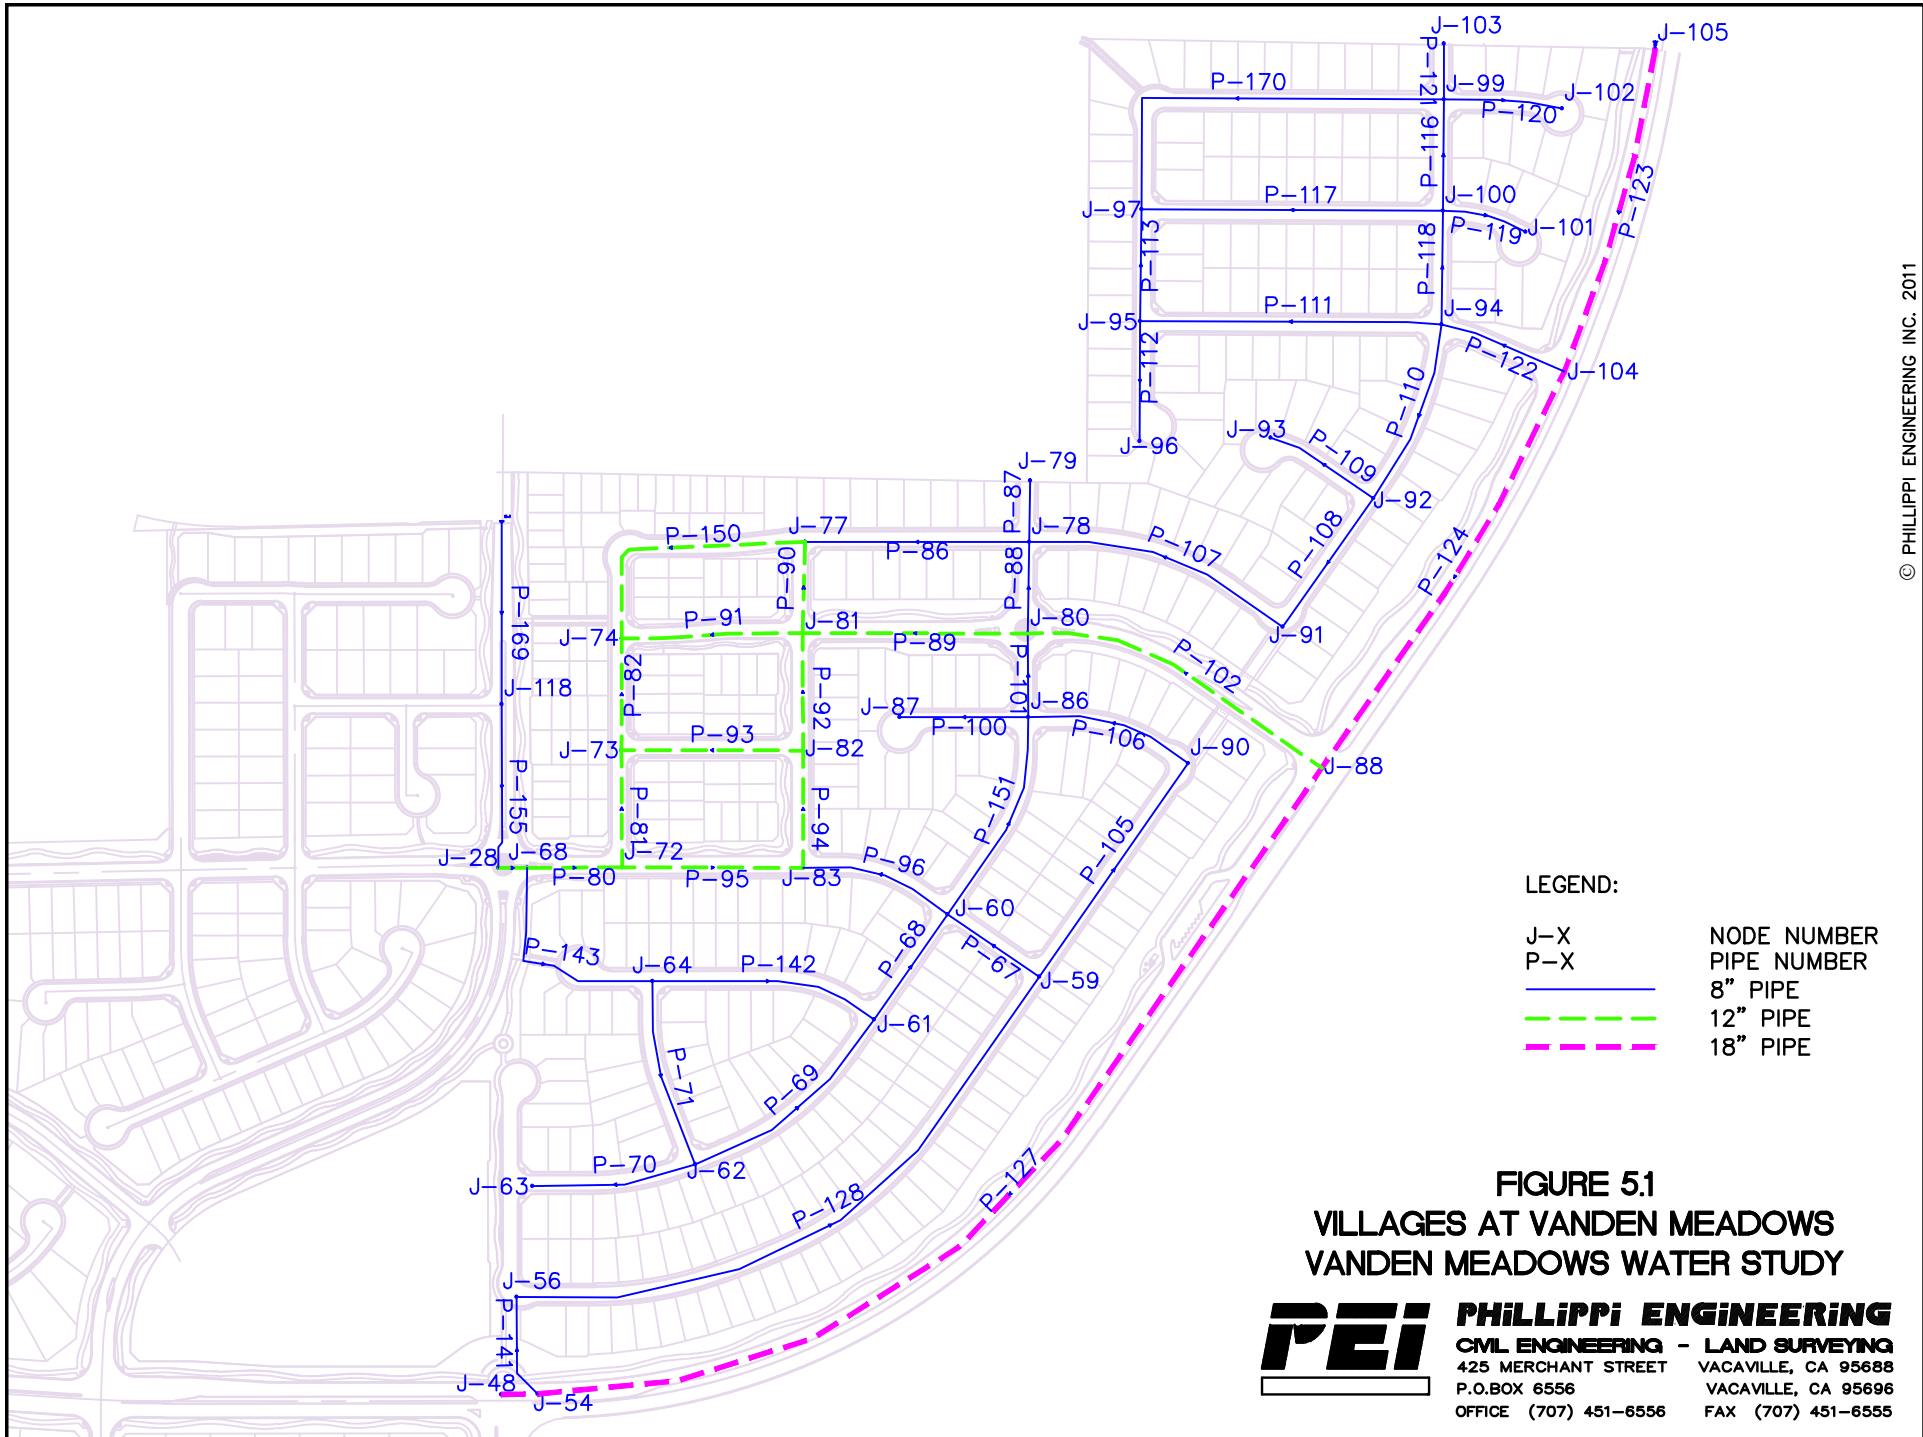 J-103
J-105
P-121
P-170
J-99
J-102
P-120
P-116
P-123
J-97
P-117
J-100
J-101
P-119
P-113
P-118
J-95
P-111
J-94
P-122
J-104
P-112
P-110
J-96
J-93
P-109
J-92
J-79
P-87
P-150
J-77
P-86
J-78
P-107
P-108
P-124
P-90
P-88
P-169
J-74
P-91
J-81
P-89
J-80
J-91
P-82
P-92
P-101
P-102
J-118
J-87
P-100
J-86
P-106
J-90
J-73
P-93
J-82
J-88
P-155
P-81
P-94
P-151
P-105
J-28
J-68
P-80
J-72
P-95
J-83
P-96
J-60
P-68
P-67
J-59
P-143
J-64
P-142
J-61
P-71
P-69
J-63
P-70
J-62
P-128
P-127
J-56
P-141
J-48
J-54
© PHILLIPPI ENGINEERING INC. 2011
LEGEND:
J-X NODE NUMBER
P-X PIPE NUMBER
8" PIPE
12" PIPE
18" PIPE
FIGURE 5.1
VILLAGES AT VANDEN MEADOWS
VANDEN MEADOWS WATER STUDY
PEI
PHiLLiPPi ENGiNEERiNG
CIVIL ENGINEERING - LAND SURVEYING
425 MERCHANT STREET VACAVILLE, CA 95688
P.O.BOX 6556 VACAVILLE, CA 95696
OFFICE (707) 451-6556 FAX (707) 451-6555